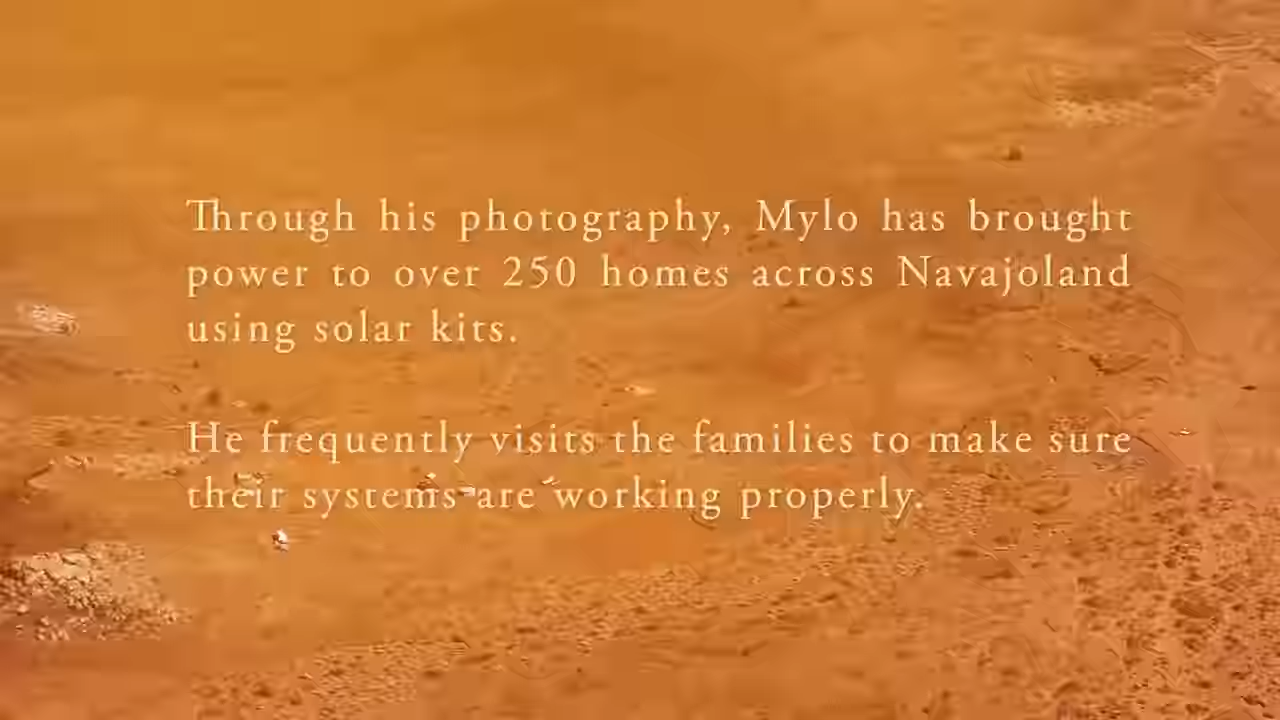 Through his photography, Mylo has brought
power to over 250 homes across Navajoland
using solar kits.
He frequently visits the families to make sure
their systems are working properly.